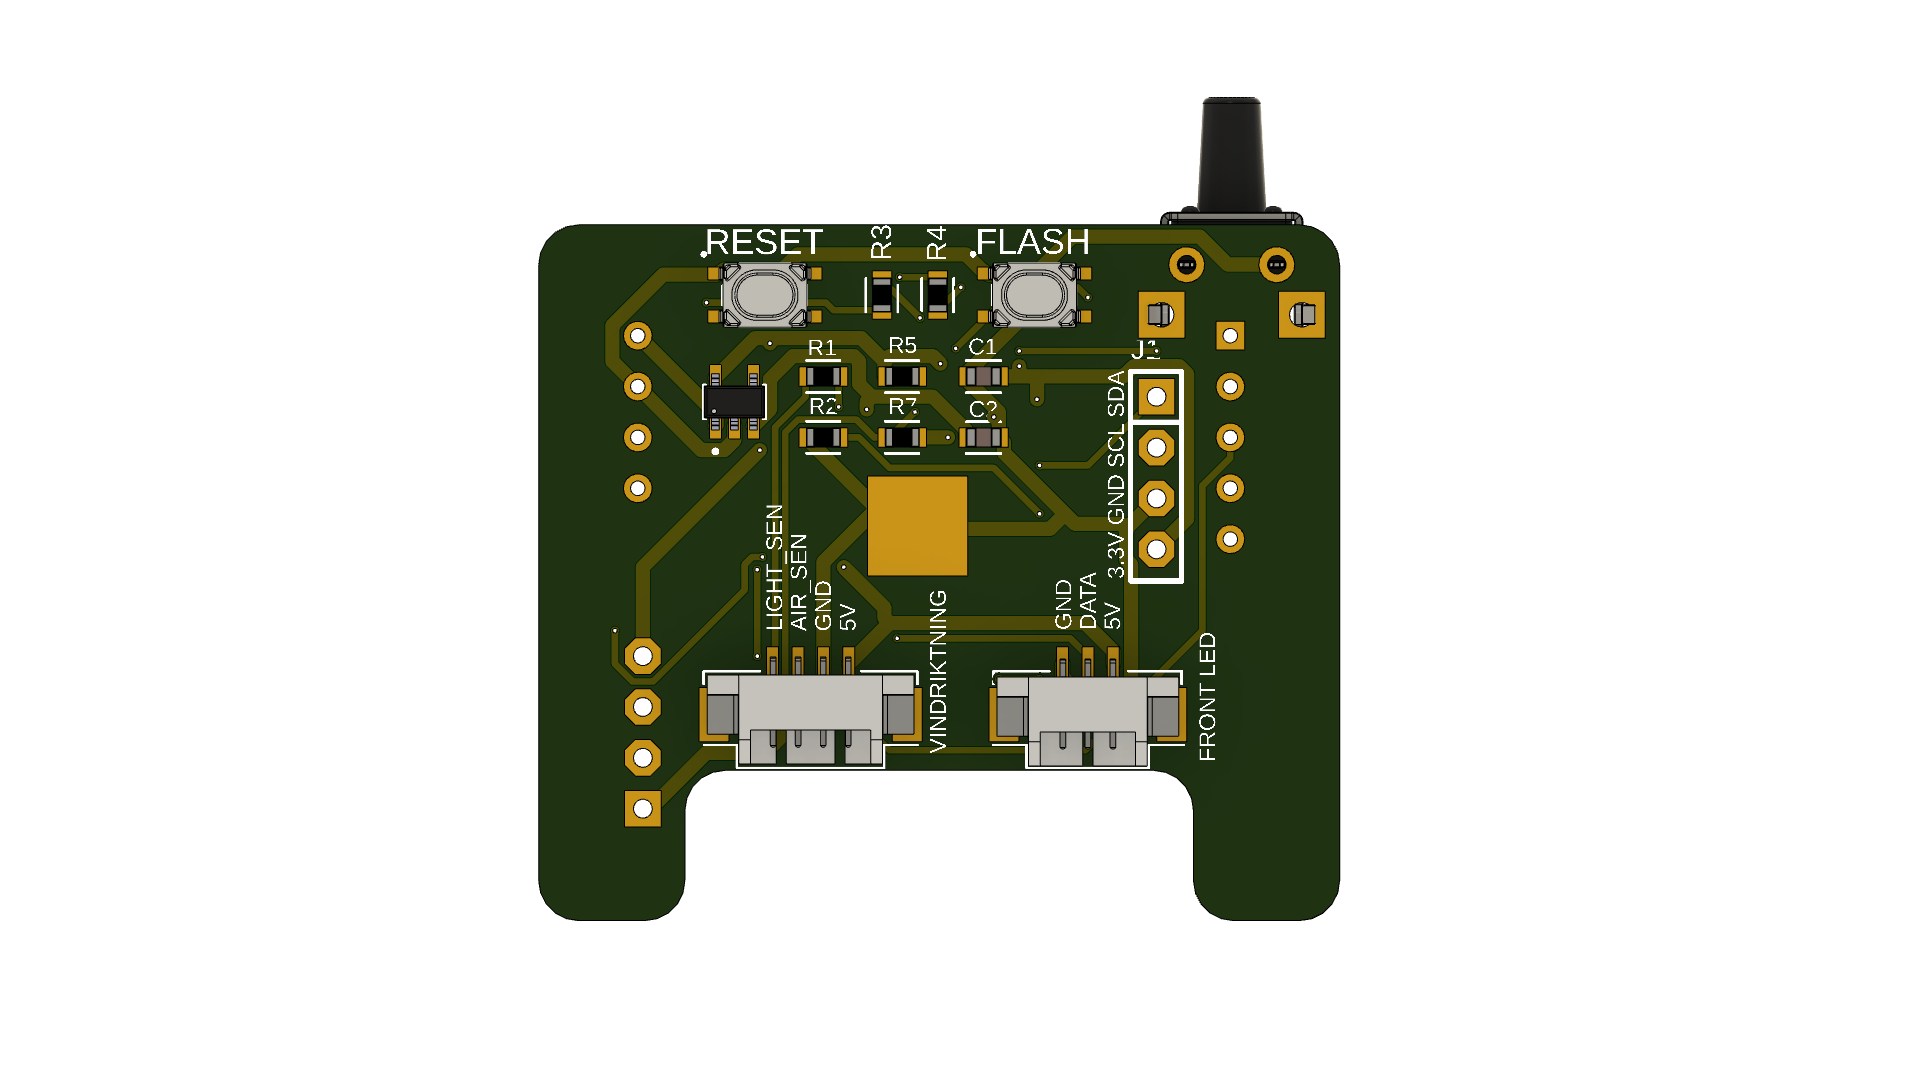 RESET
R3
R4
FLASH
R1
R5
C1
J1
R2
R7
C2
3.3V GND SCL SDA
LIGHT_SEN
AIR_SEN
GND
5V
GND
DATA
5V
VINDRIKTNING
FRONT LED